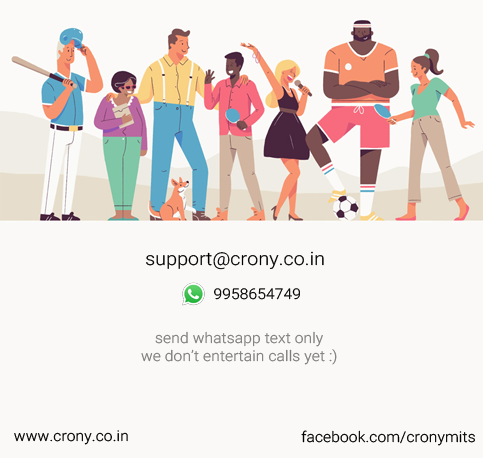 support@crony.co.in
9958654749
send whatsapp text only
we don't entertain calls yet :)
www.crony.co.in
facebook.com/cronymits